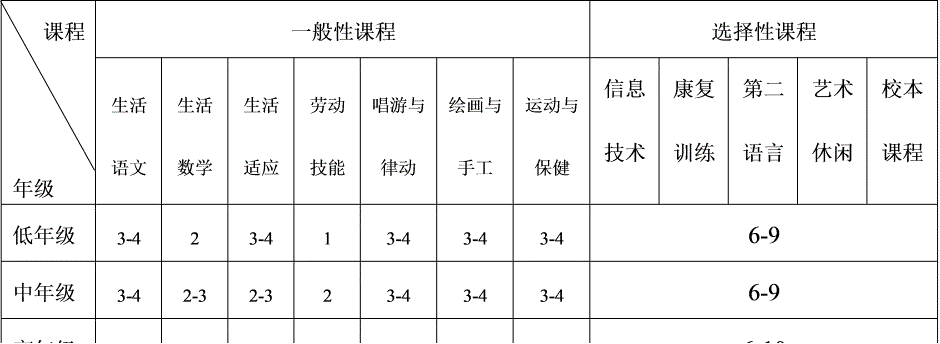 课程 一般性课程 选择性课程
年级 生活语文 生活数学 生活适应 劳动技能 唱游与律动 绘画与手工 运动与保健 信息技术 康复训练 第二语言 艺术休闲 校本课程
低年级 3-4 2 3-4 1 3-4 3-4 3-4 6-9
中年级 3-4 2-3 2-3 2 3-4 3-4 3-4 6-9